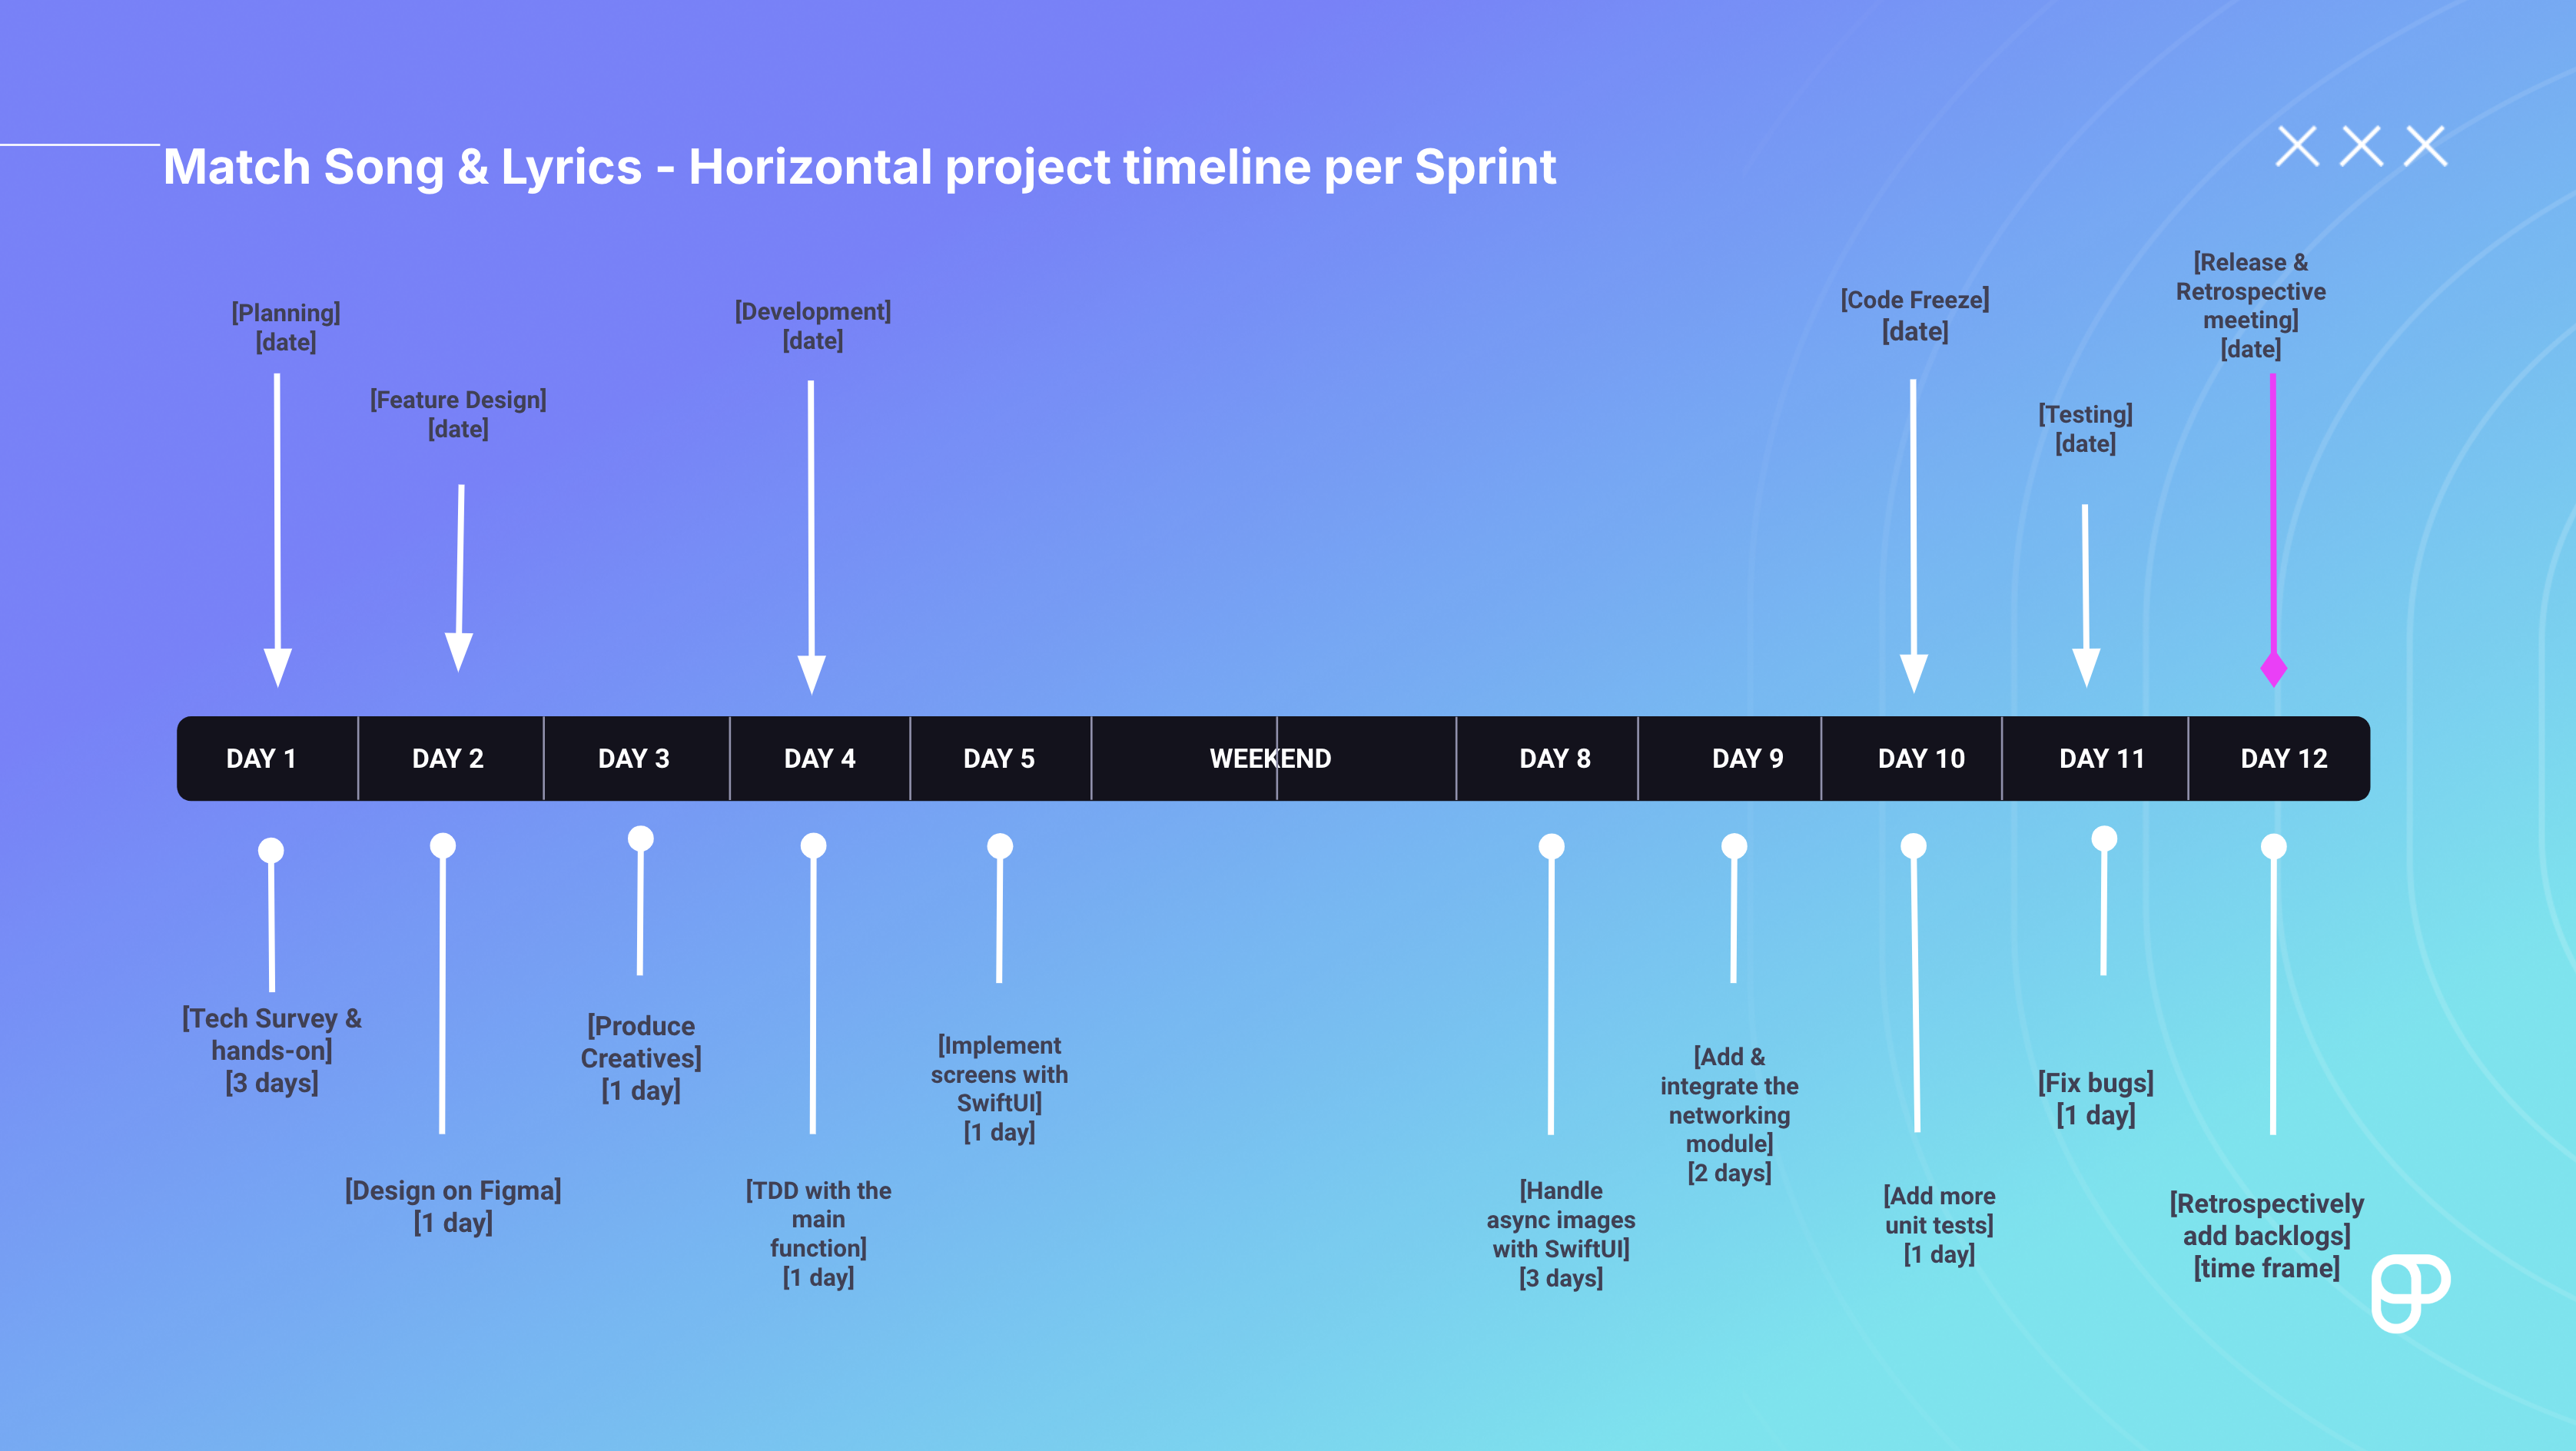 Match Song & Lyrics - Horizontal project timeline per Sprint
[Planning]
[date]
[Feature Design]
[date]
[Development]
[date]
[Code Freeze]
[date]
[Testing]
[date]
[Release &
Retrospective
meeting]
[date]
DAY 1
DAY 2
DAY 3
DAY 4
DAY 5
WEEKEND
DAY 8
DAY 9
DAY 10
DAY 11
DAY 12
[Tech Survey &
hands-on]
[3 days]
[Design on Figma]
[1 day]
[Produce
Creatives]
[1 day]
[TDD with the
main
function]
[1 day]
[Implement
screens with
SwiftUI]
[1 day]
[Handle
async images
with SwiftUI]
[3 days]
[Add &
integrate the
networking
module]
[2 days]
[Add more
unit tests]
[1 day]
[Fix bugs]
[1 day]
[Retrospectively
add backlogs]
[time frame]